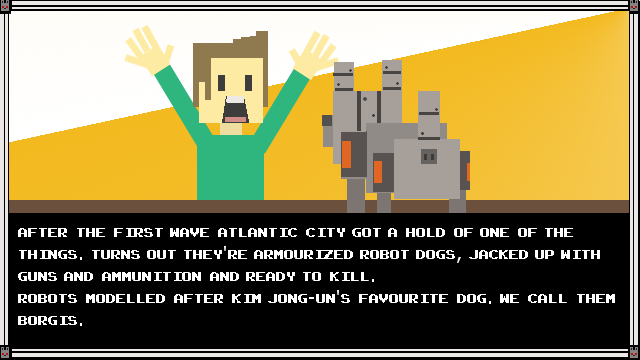 AFTER THE FIRST WAVE ATLANTIC CITY GOT A HOLD OF ONE OF THE
THINGS. TURNS OUT THEY'RE ARMOURIZED ROBOT DOGS, JACKED UP WITH
GUNS AND AMMUNITION AND READY TO KILL.
ROBOTS MODELLED AFTER KIM JONG-UN'S FAVOURITE DOG. WE CALL THEM
BORGIS.